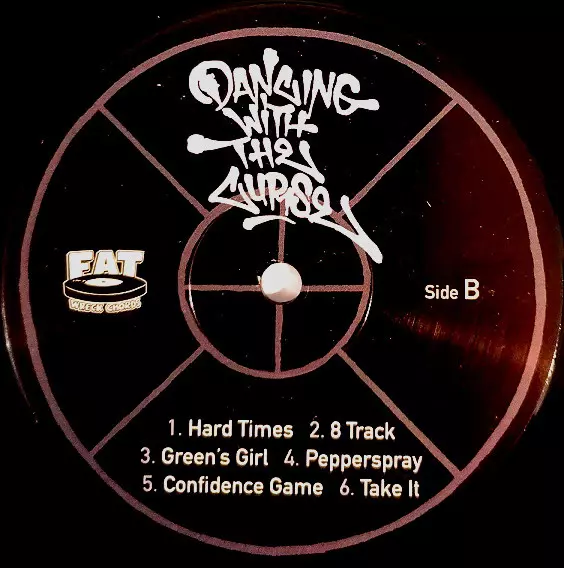 DANCING
WITH
THE
CURSE
FAT
WRECK CHORDS
Side B
1. Hard Times 2. 8 Track
3. Green's Girl 4. Pepperspray
5. Confidence Game 6. Take It